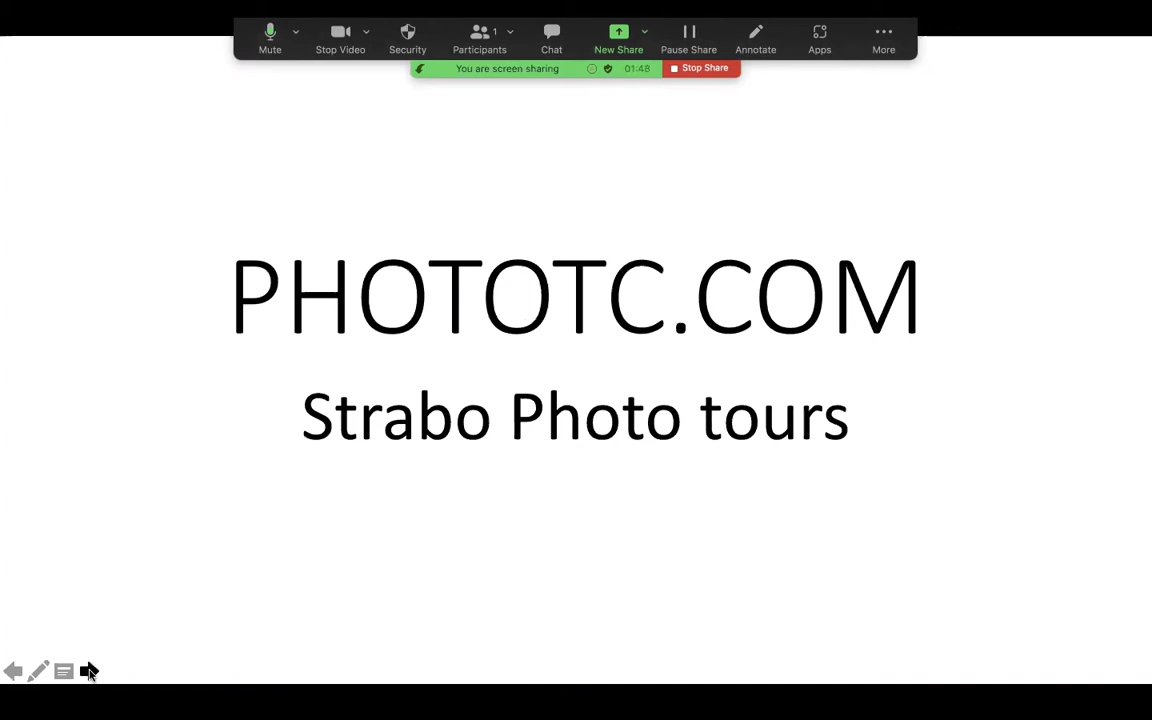 Mute
Stop Video
Security
Participants 1
Chat
New Share
Pause Share
Annotate
Apps
More
You are screen sharing
01:48
Stop Share
PHOTOTC.COM
Strabo Photo tours